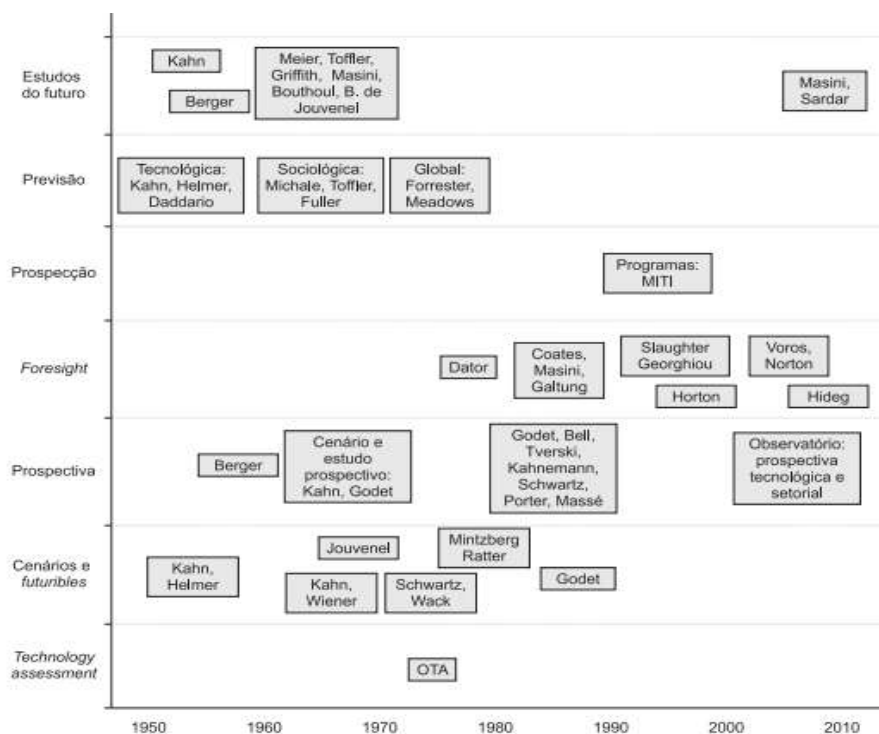 Estudos
do futuro
Kahn
Berger
Meier, Toffler,
Griffith, Masini,
Bouthoul, B. de
Jouvenel
Masini,
Sardar
Previsão
Tecnológica:
Kahn, Helmer,
Daddario
Sociológica:
Michale, Toffler,
Fuller
Global:
Forrester,
Meadows
Prospecção
Programas:
MITI
Foresight
Dator
Coates,
Masini,
Galtung
Slaughter
Georghiou
Horton
Voros,
Norton
Hideg
Prospectiva
Berger
Cenário e
estudo
prospectivo:
Kahn, Godet
Godet, Bell,
Tverski,
Kahnemann,
Schwartz,
Porter, Massé
Observatório:
prospectiva
tecnológica e
setorial
Cenários e
futuribles
Kahn,
Helmer
Jouvenel
Kahn,
Wiener
Mintzberg
Ratter
Schwartz,
Wack
Godet
Technology
assessment
OTA
1950 1960 1970 1980 1990 2000 2010